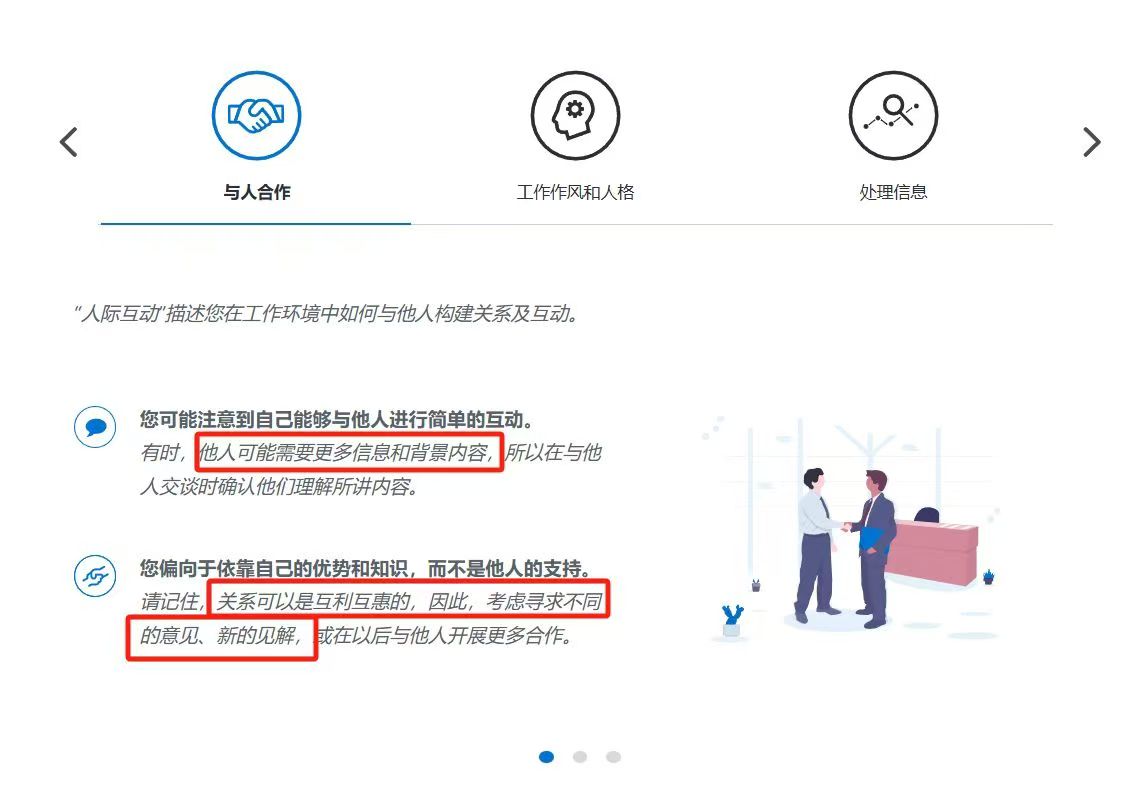 与人合作
工作作风和人格
处理信息
“人际互动”描述您在工作环境中如何与他人构建关系及互动。
您可能注意到自己能够与他人进行简单的互动。
有时，他人可能需要更多信息和背景内容，所以在与他
人交谈时确认他们理解所讲内容。
您偏向于依靠自己的优势和知识，而不是他人的支持。
请记住，关系可以是互利互惠的，因此，考虑寻求不同
的意见、新的见解，或在以后与他人开展更多合作。